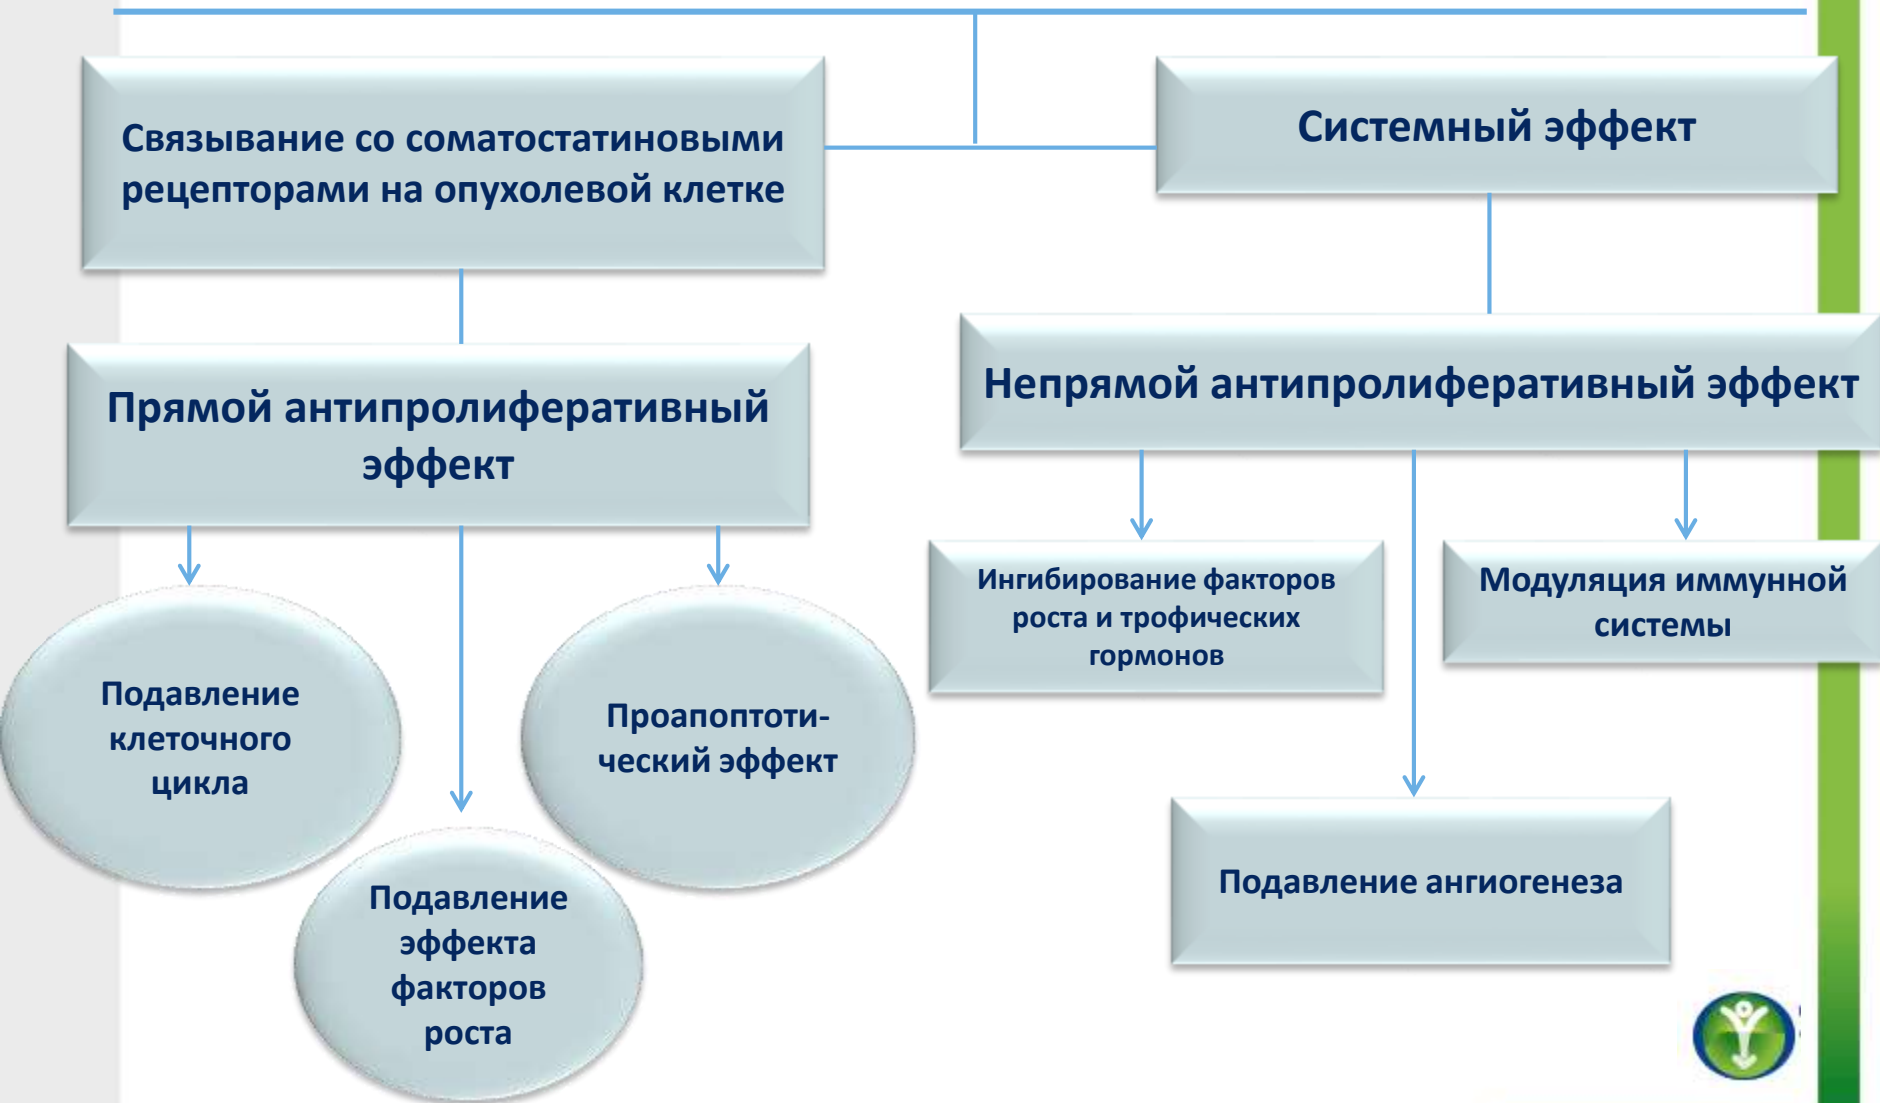 Связывание со соматостатиновыми
рецепторами на опухолевой клетке
Системный эффект
Прямой антипролиферативный
эффект
Непрямой антипролиферативный эффект
Подавление
клеточного
цикла
Подавление
эффекта
факторов
роста
Проапоптоти-
ческий эффект
Ингибирование факторов
роста и трофических
гормонов
Модуляция иммунной
системы
Подавление ангиогенеза